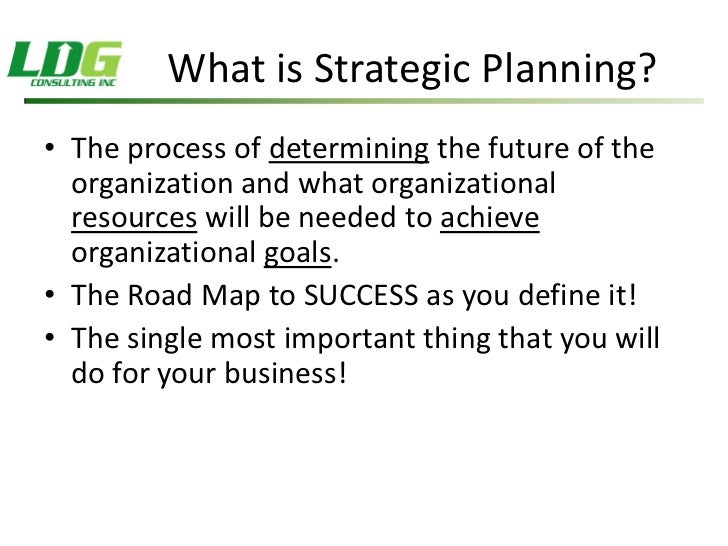 LDG
CONSULTING INC
What is Strategic Planning?
• The process of determining the future of the
organization and what organizational
resources will be needed to achieve
organizational goals.
• The Road Map to SUCCESS as you define it!
• The single most important thing that you will
do for your business!